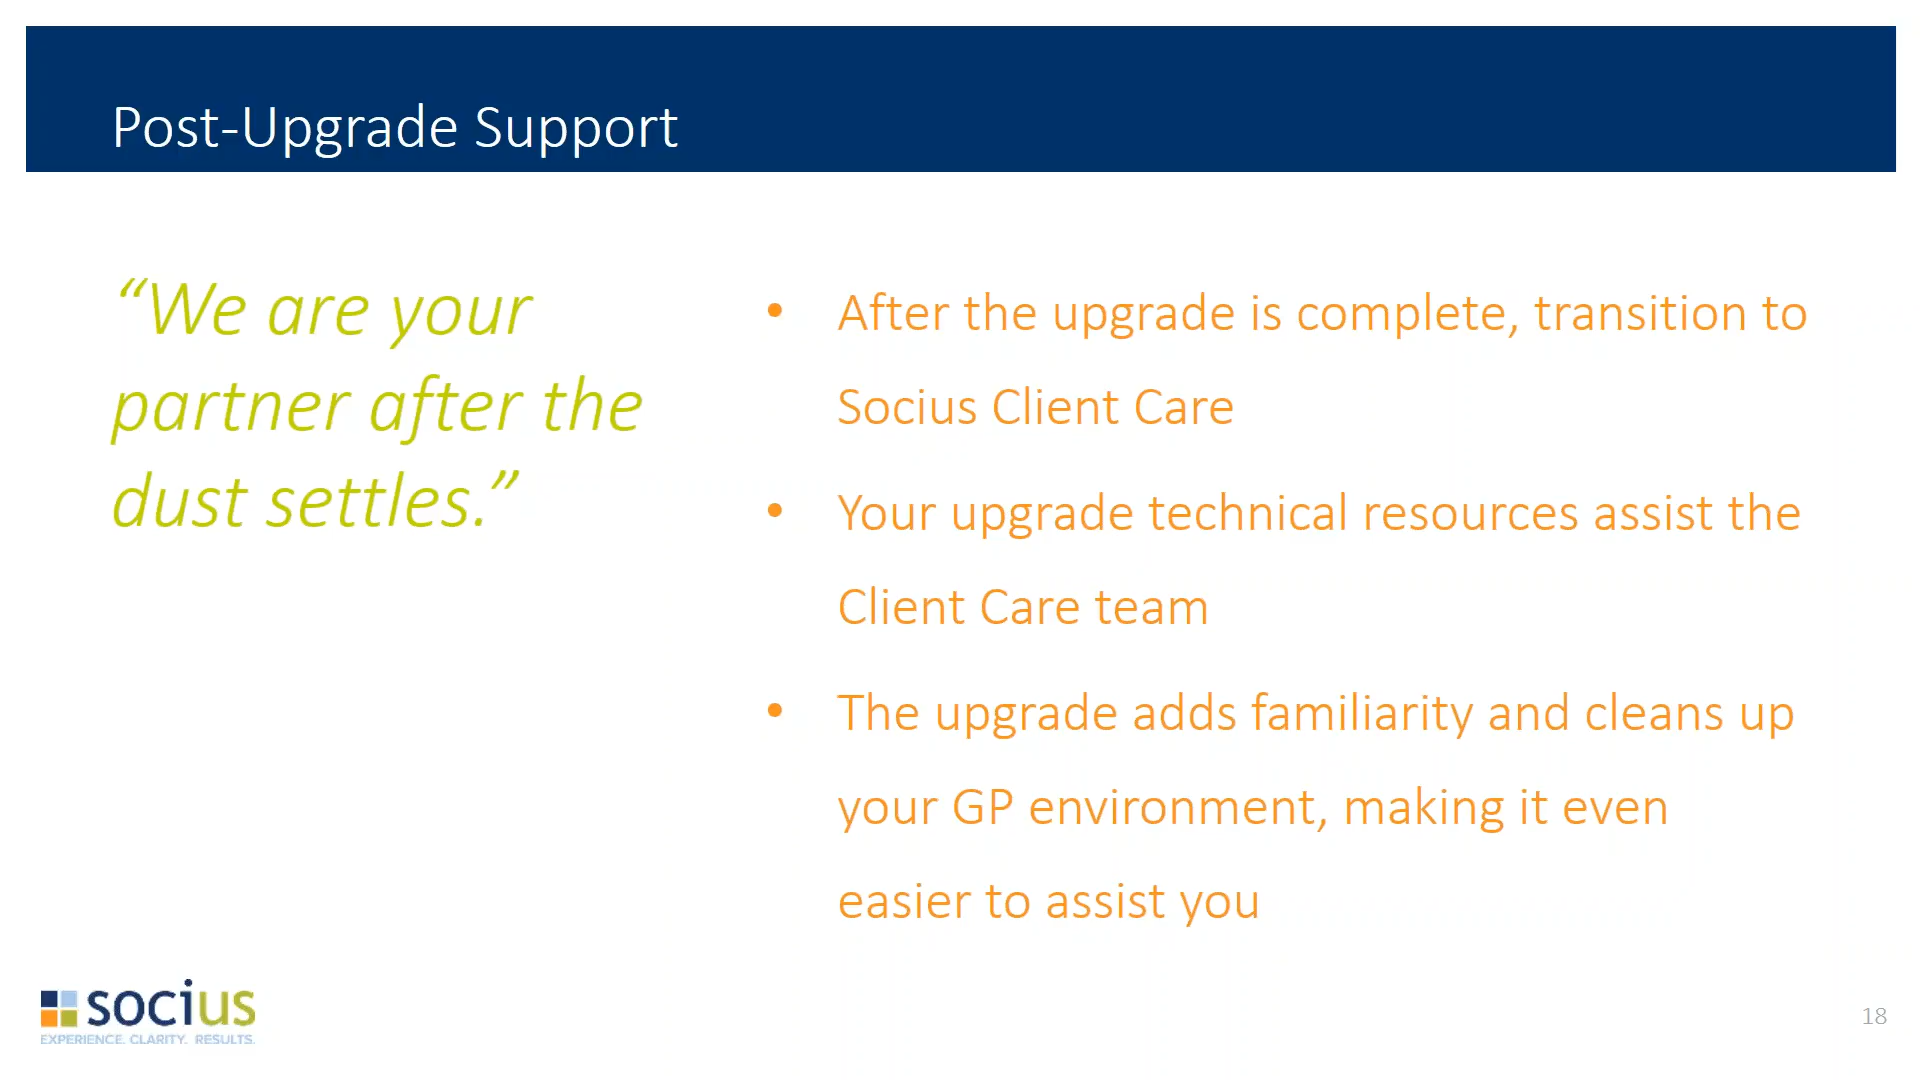 Post-Upgrade Support
“We are your
partner after the
dust settles.”
• After the upgrade is complete, transition to
Socius Client Care
• Your upgrade technical resources assist the
Client Care team
• The upgrade adds familiarity and cleans up
your GP environment, making it even
easier to assist you
socius
EXPERIENCE. CLARITY. RESULTS.
18